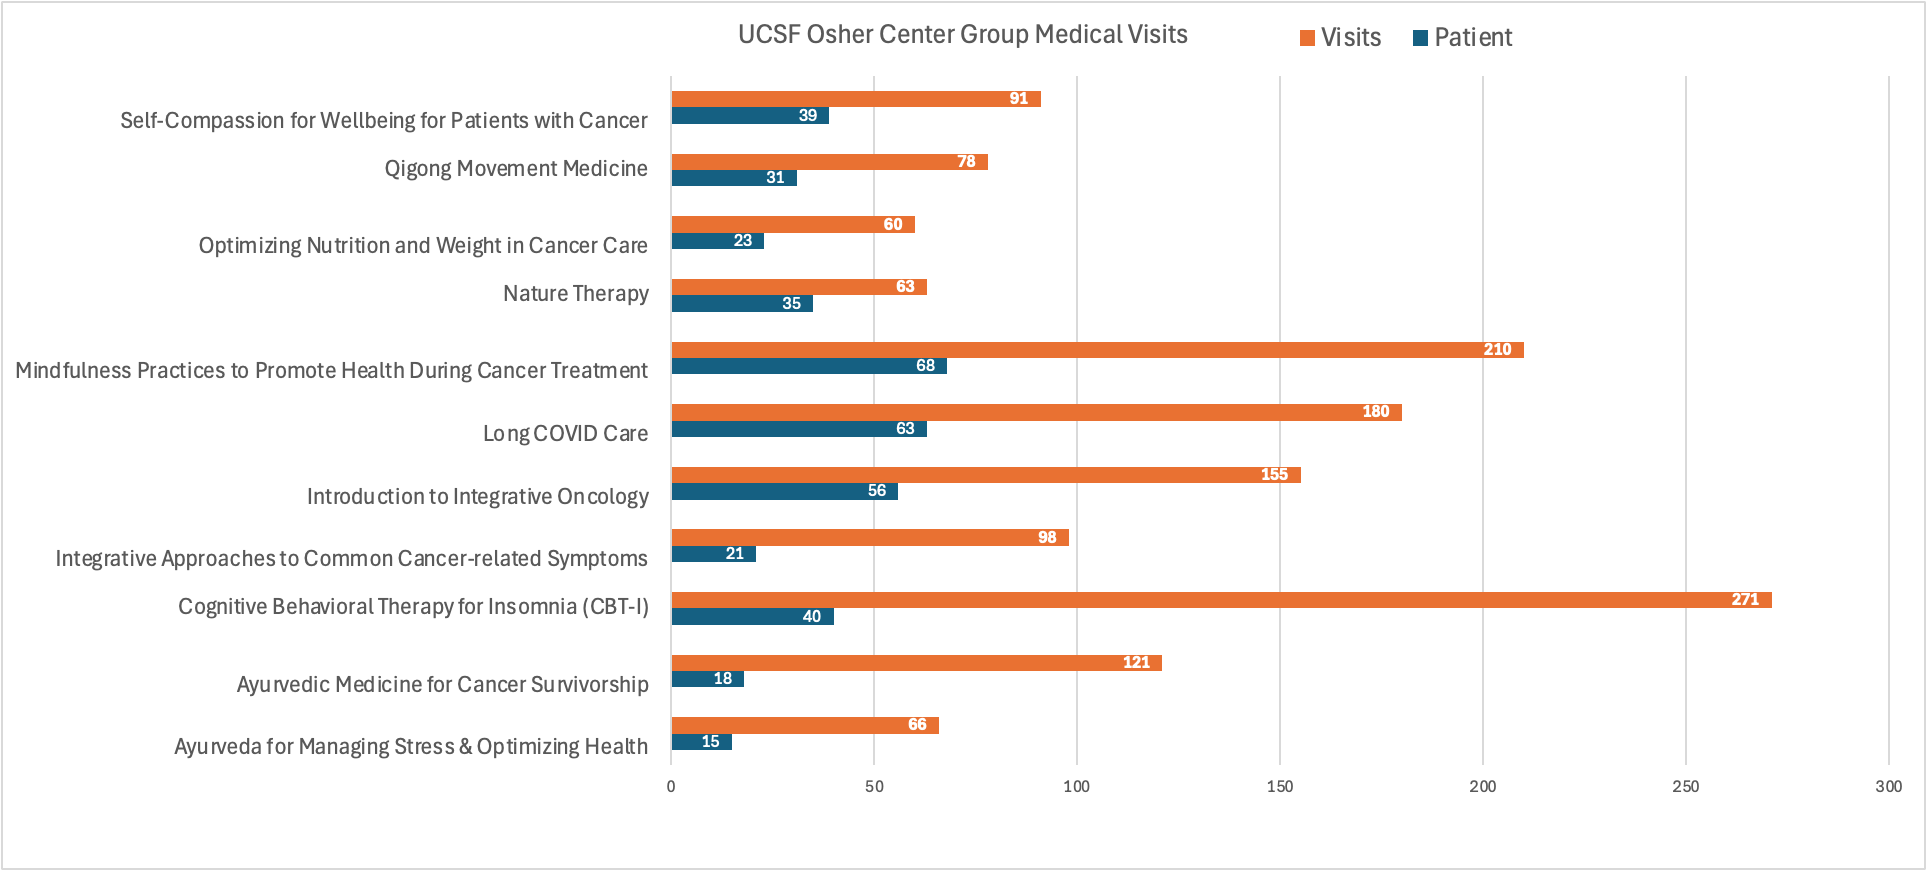 UCSF Osher Center Group Medical Visits
Visits Patient
Self-Compassion for Wellbeing for Patients with Cancer
91
39
Qigong Movement Medicine
78
31
Optimizing Nutrition and Weight in Cancer Care
60
23
Nature Therapy
63
35
Mindfulness Practices to Promote Health During Cancer Treatment
210
68
Long COVID Care
180
63
Introduction to Integrative Oncology
155
56
Integrative Approaches to Common Cancer-related Symptoms
98
21
Cognitive Behavioral Therapy for Insomnia (CBT-I)
271
40
Ayurvedic Medicine for Cancer Survivorship
121
18
Ayurveda for Managing Stress & Optimizing Health
66
15
0 50 100 150 200 250 300